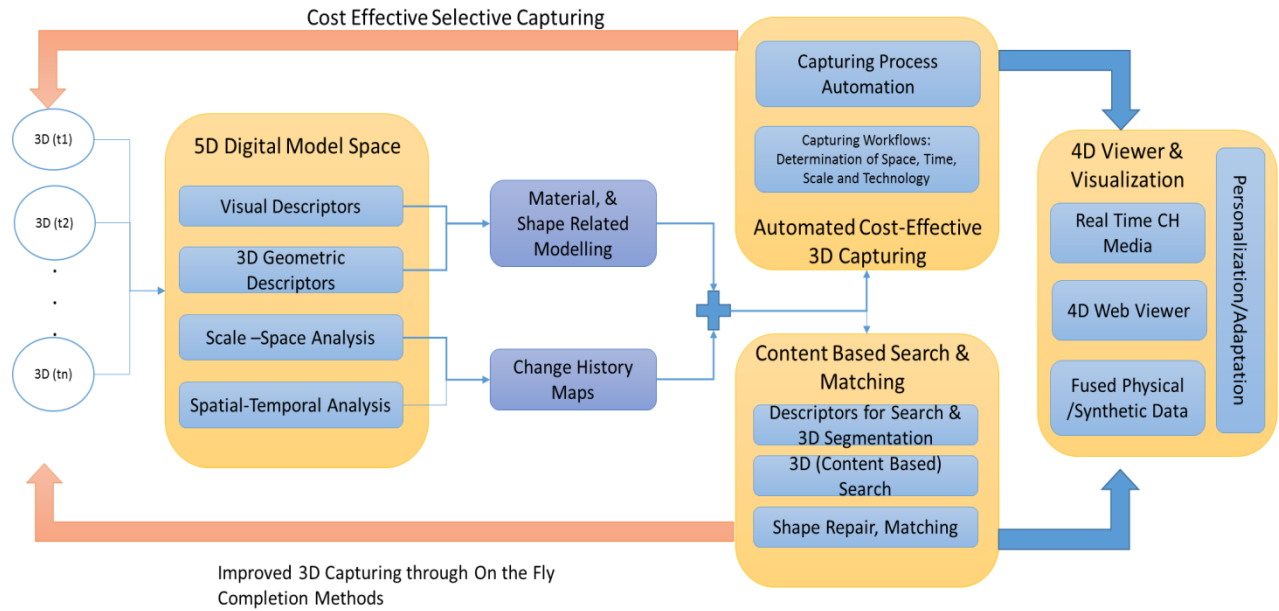 Cost Effective Selective Capturing
3D (t1)
3D (t2)
.
.
.
.
3D (tn)
5D Digital Model Space
Visual Descriptors
3D Geometric
Descriptors
Scale –Space Analysis
Spatial-Temporal Analysis
Material, &
Shape Related
Modelling
Change History
Maps
Capturing Process
Automation
Capturing Workflows:
Determination of Space, Time,
Scale and Technology
Automated Cost-Effective
3D Capturing
Content Based Search &
Matching
Descriptors for Search &
3D Segmentation
3D (Content Based)
Search
Shape Repair, Matching
4D Viewer &
Visualization
Real Time CH
Media
4D Web Viewer
Fused Physical
/Synthetic Data
Personalization/Adaptation
Improved 3D Capturing through On the Fly
Completion Methods